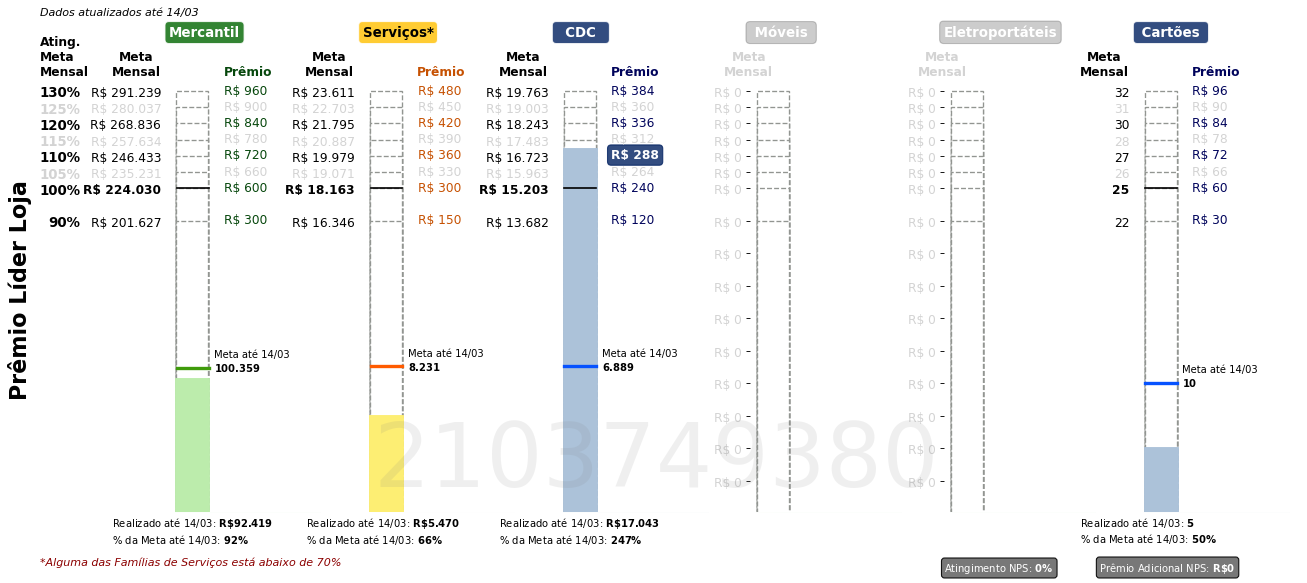 Dados atualizados até 14/03
Mercantil Serviços* CDC Móveis Eletroportáteis Cartões
Ating.
Meta Meta Meta Meta Meta Meta Meta
Mensal Mensal Prêmio Mensal Prêmio Mensal Prêmio Mensal Mensal Mensal Prêmio
130% R$ 291.239 R$ 960 R$ 23.611 R$ 480 R$ 19.763 R$ 384 R$ 0 R$ 0 32 R$ 96
125% R$ 280.037 R$ 900 R$ 22.703 R$ 450 R$ 19.003 R$ 360 R$ 0 R$ 0 31 R$ 90
120% R$ 268.836 R$ 840 R$ 21.795 R$ 420 R$ 18.243 R$ 336 R$ 0 R$ 0 30 R$ 84
115% R$ 257.634 R$ 780 R$ 20.887 R$ 390 R$ 17.483 R$ 312 R$ 0 R$ 0 28 R$ 78
110% R$ 246.433 R$ 720 R$ 19.979 R$ 360 R$ 16.723 R$ 288 R$ 0 R$ 0 27 R$ 72
105% R$ 235.231 R$ 660 R$ 19.071 R$ 330 R$ 15.963 R$ 264 R$ 0 R$ 0 26 R$ 66
100% R$ 224.030 R$ 600 R$ 18.163 R$ 300 R$ 15.203 R$ 240 R$ 0 R$ 0 25 R$ 60
90% R$ 201.627 R$ 300 R$ 16.346 R$ 150 R$ 13.682 R$ 120 R$ 0 R$ 0 22 R$ 30
R$ 0 R$ 0
R$ 0 R$ 0
R$ 0 R$ 0
Prêmio Líder Loja
Meta até 14/03 Meta até 14/03 Meta até 14/03 R$ 0 R$ 0
100.359 8.231 6.889 Meta até 14/03
R$ 0 R$ 0 10
R$ 0 R$ 0
R$ 0 R$ 0
2103749380
R$ 0 R$ 0
Realizado até 14/03: R$92.419 Realizado até 14/03: R$5.470 Realizado até 14/03: R$17.043 Realizado até 14/03: 5
% da Meta até 14/03: 92% % da Meta até 14/03: 66% % da Meta até 14/03: 247% % da Meta até 14/03: 50%
*Alguma das Famílias de Serviços está abaixo de 70% Atingimento NPS: 0% Prêmio Adicional NPS: R$0